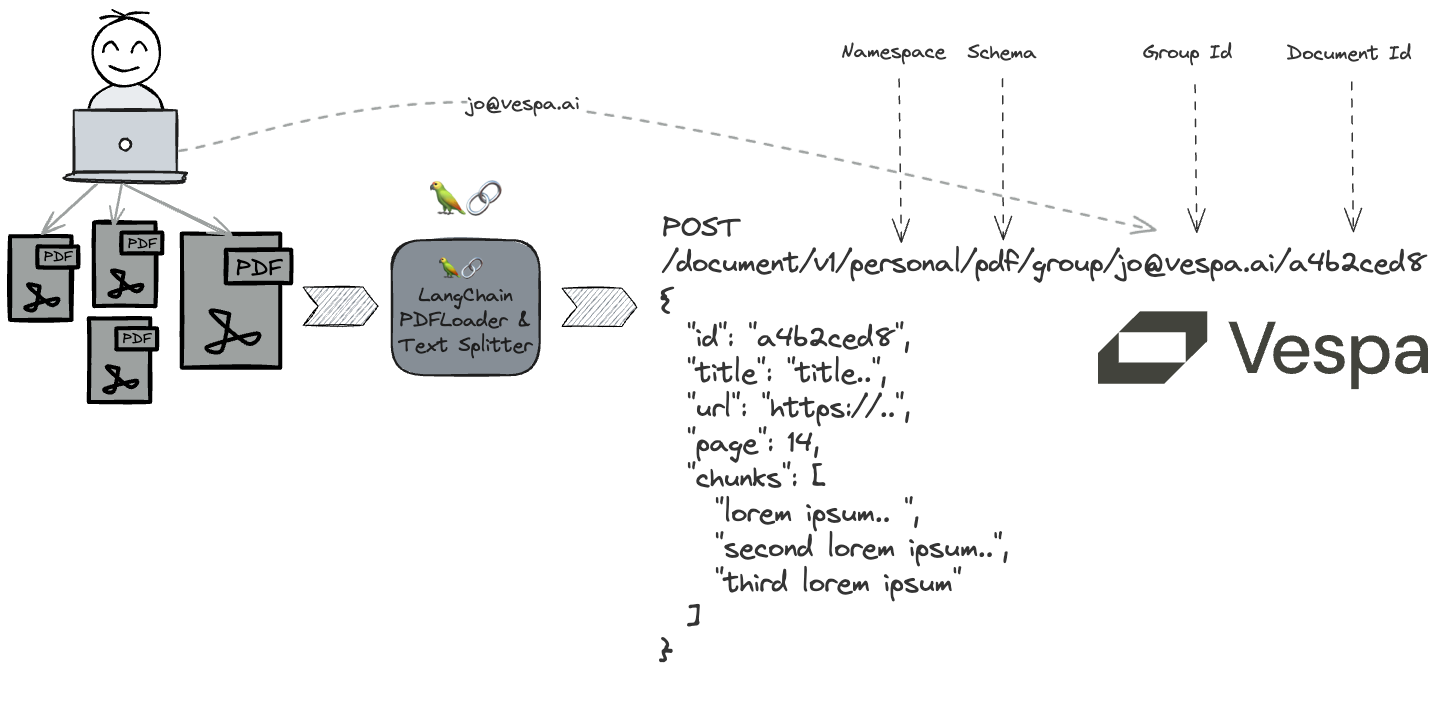 Namespace
Schema
Group Id
Document Id
jo@vespa.ai
PDF
PDF
PDF
PDF
LangChain
PDFLoader &
Text Splitter
POST
/document/v1/personal/pdf/group/jo@vespa.ai/a4b2ced8
{
"id": "a4b2ced8",
"title": "title..",
"url": "https://..",
"page": 14,
"chunks": [
"lorem ipsum.. ",
"second lorem ipsum..",
"third lorem ipsum"
]
}
Vespa